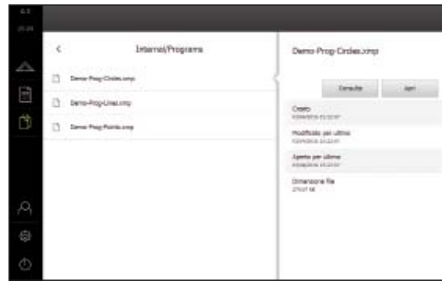 Internal/Programs
Demo-Prog-Circles.xmp
Demo-Prog-Lines.xmp
Demo-Prog-Points.xmp
Demo-Prog-Circles.xmp
Consulta
Apri
Creato
Modificato per ultimo
Aperto per ultimo
Dimensione file